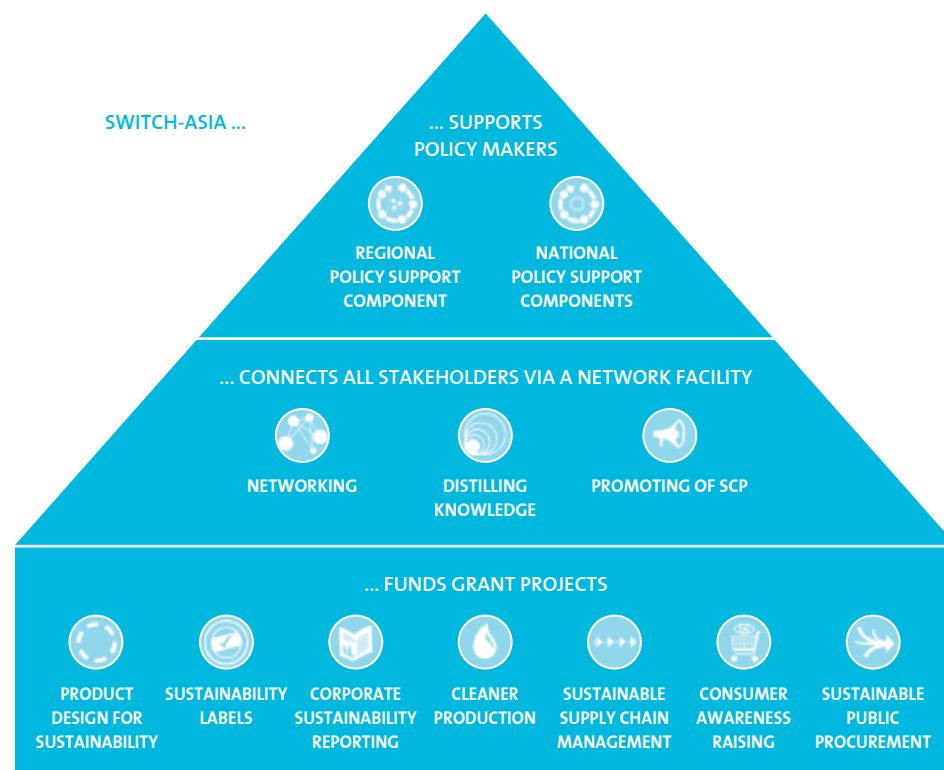 SWITCH-ASIA ...
... SUPPORTS
POLICY MAKERS
REGIONAL
POLICY SUPPORT
COMPONENT
NATIONAL
POLICY SUPPORT
COMPONENTS
... CONNECTS ALL STAKEHOLDERS VIA A NETWORK FACILITY
NETWORKING
DISTILLING
KNOWLEDGE
PROMOTING OF SCP
... FUNDS GRANT PROJECTS
PRODUCT
DESIGN FOR
SUSTAINABILITY
SUSTAINABILITY
LABELS
CORPORATE
SUSTAINABILITY
REPORTING
CLEANER
PRODUCTION
SUSTAINABLE
SUPPLY CHAIN
MANAGEMENT
CONSUMER
AWARENESS
RAISING
SUSTAINABLE
PUBLIC
PROCUREMENT